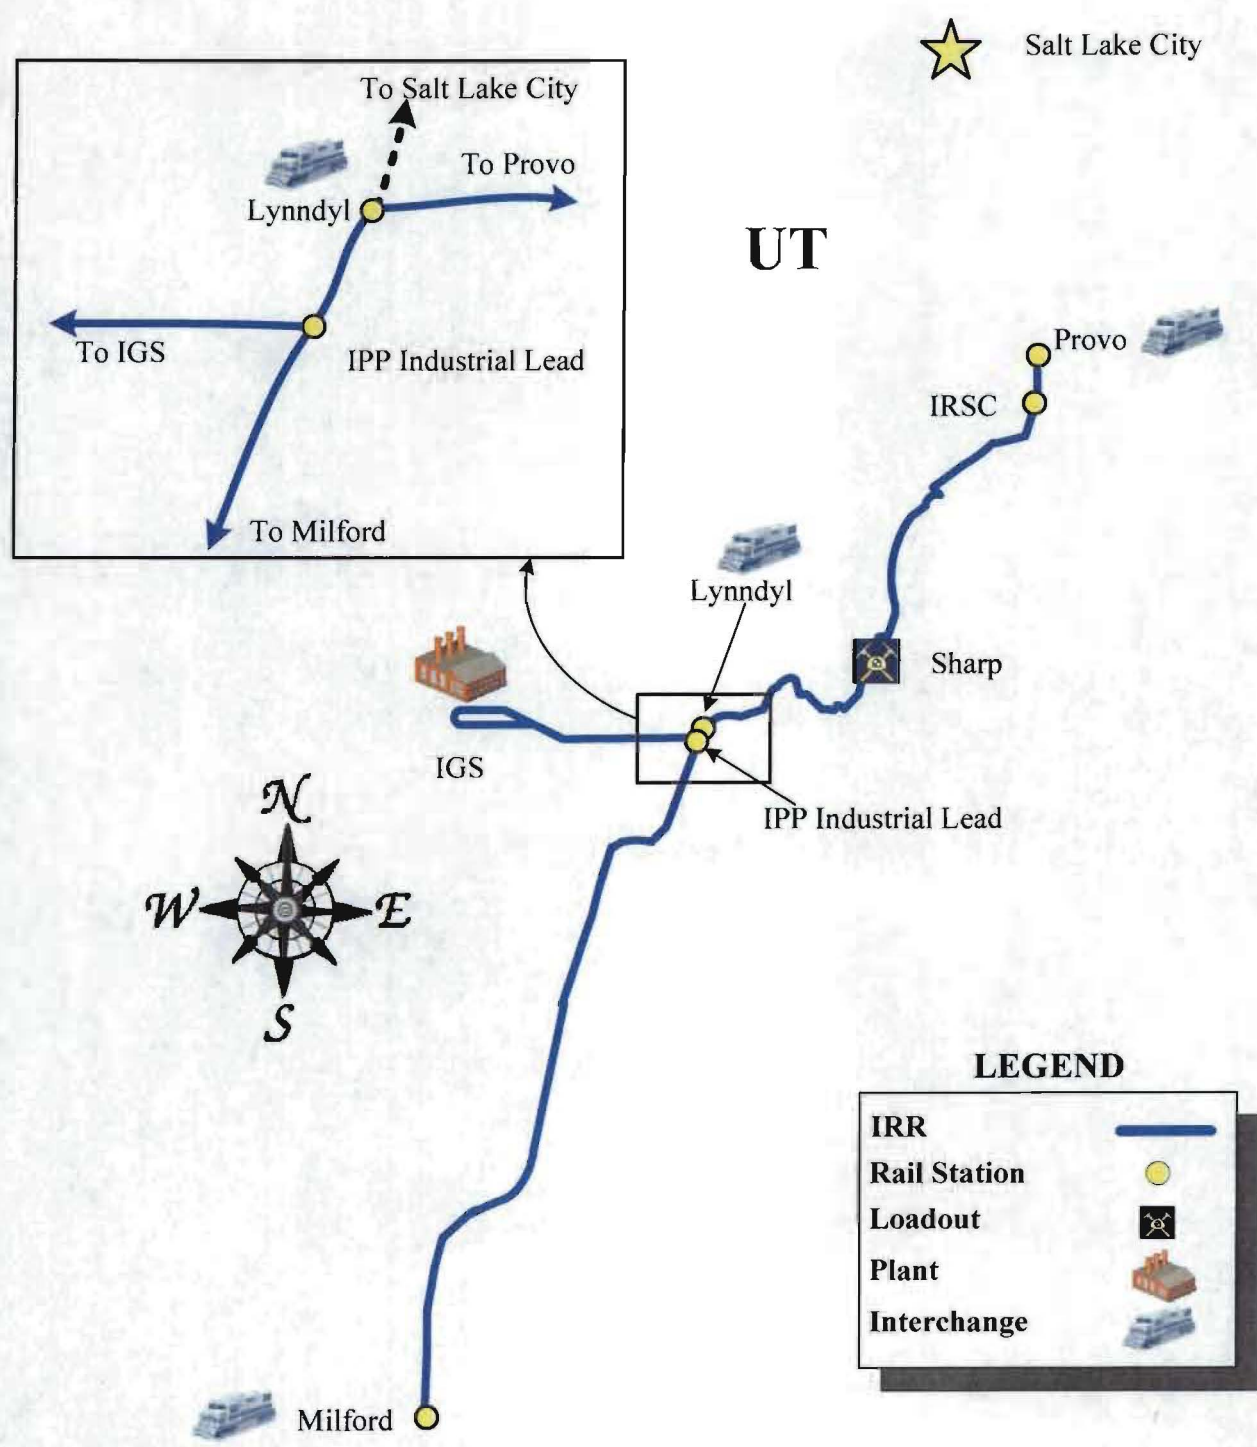 Salt Lake City
To Salt Lake City
To Provo
Lynndyl
To IGS
IPP Industrial Lead
To Milford
UT
Provo
IRSC
Lynndyl
Sharp
IGS
IPP Industrial Lead
N
W
E
S
LEGEND
IRR
Rail Station
Loadout
Plant
Interchange
Milford